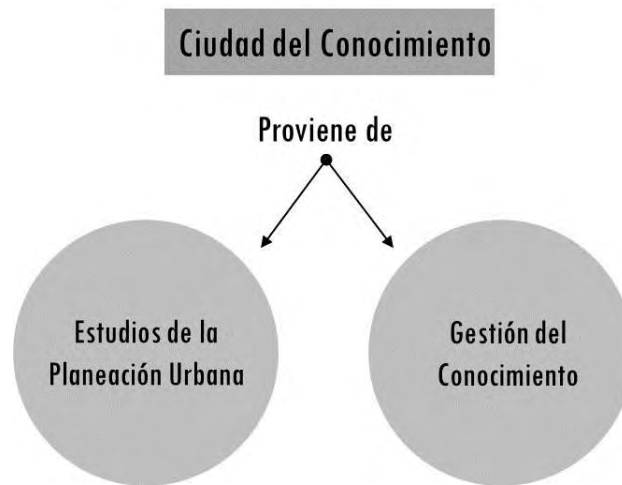 Ciudad del Conocimiento
Proviene de
Estudios de la
Planeación Urbana
Gestión del
Conocimiento